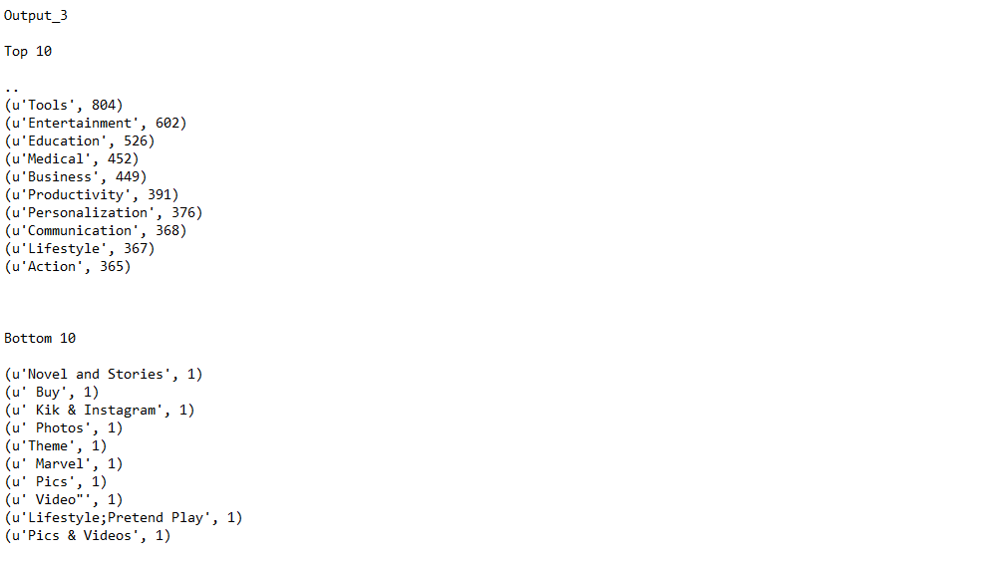 Output_3
Top 10
..
(u'Tools', 804)
(u'Entertainment', 602)
(u'Education', 526)
(u'Medical', 452)
(u'Business', 449)
(u'Productivity', 391)
(u'Personalization', 376)
(u'Communication', 368)
(u'Lifestyle', 367)
(u'Action', 365)
Bottom 10
(u'Novel and Stories', 1)
(u' Buy', 1)
(u' Kik & Instagram', 1)
(u' Photos', 1)
(u'Theme', 1)
(u' Marvel', 1)
(u' Pics', 1)
(u' Video"', 1)
(u'Lifestyle;Pretend Play', 1)
(u'Pics & Videos', 1)